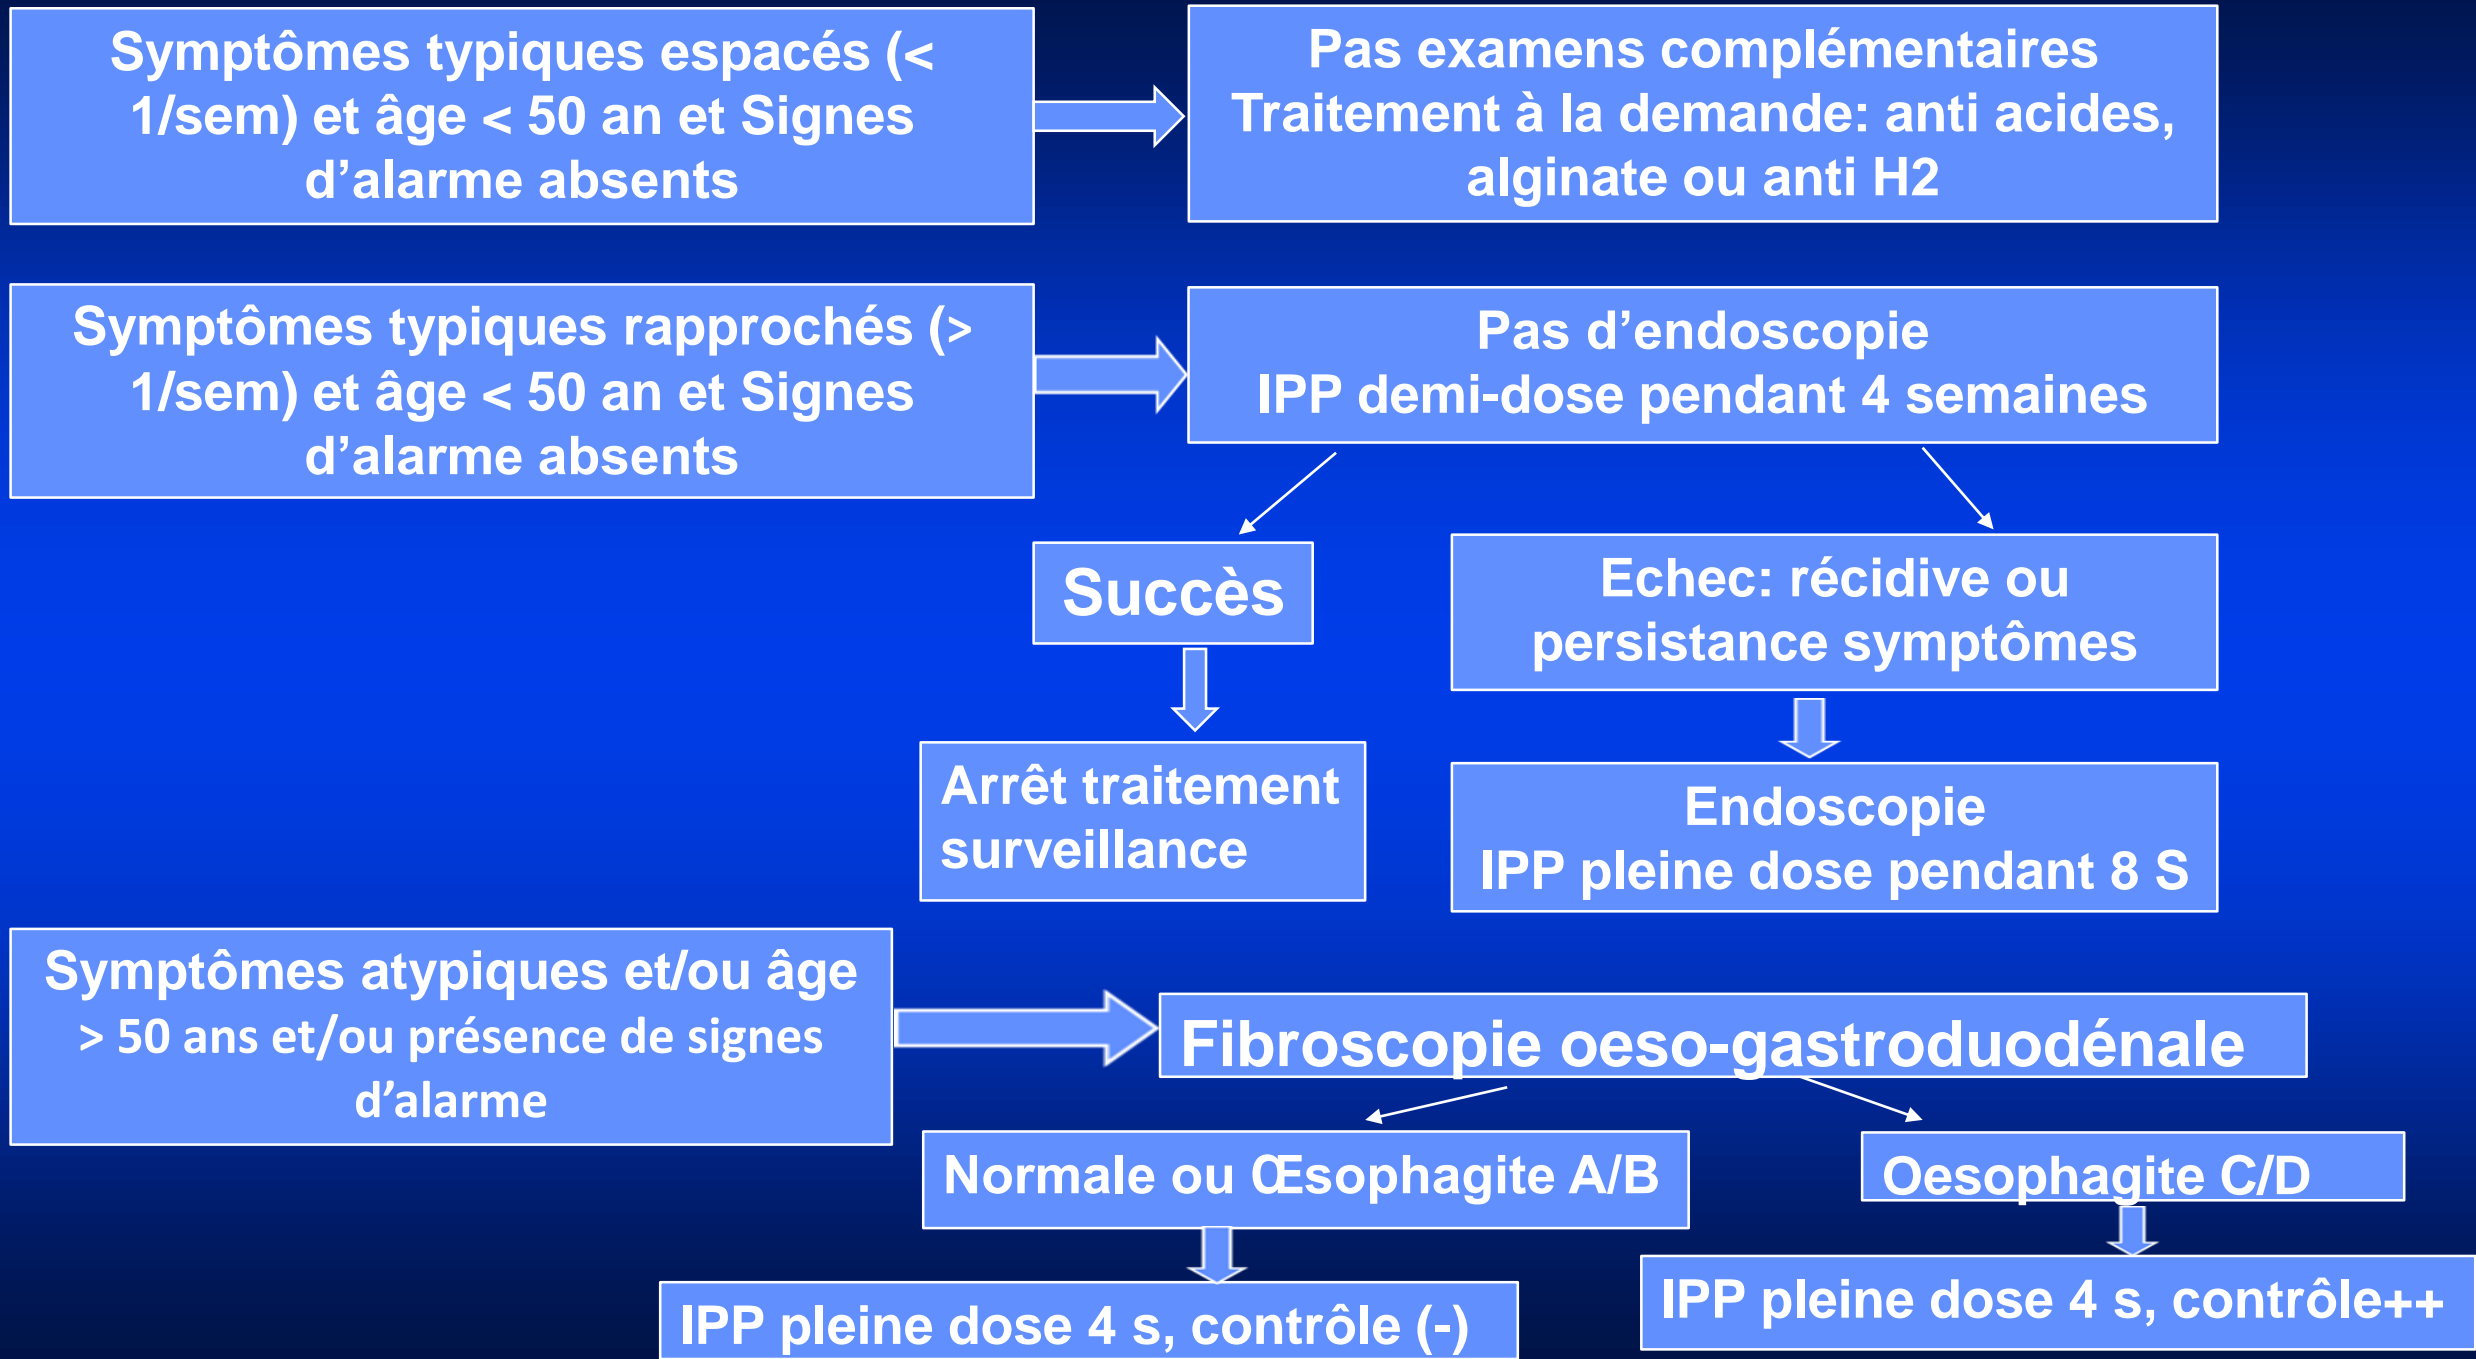 Symptômes typiques espacés (<
1/sem) et âge < 50 an et Signes
d’alarme absents
Pas examens complémentaires
Traitement à la demande: anti acides,
alginate ou anti H2
Symptômes typiques rapprochés (>
1/sem) et âge < 50 an et Signes
d’alarme absents
Pas d’endoscopie
IPP demi-dose pendant 4 semaines
Succès
Echec: récidive ou
persistance symptômes
Arrêt traitement
surveillance
Endoscopie
IPP pleine dose pendant 8 S
Symptômes atypiques et/ou âge
> 50 ans et/ou présence de signes
d’alarme
Fibroscopie oeso-gastroduodénale
Normale ou Œsophagite A/B
Oesophagite C/D
IPP pleine dose 4 s, contrôle (-)
IPP pleine dose 4 s, contrôle++